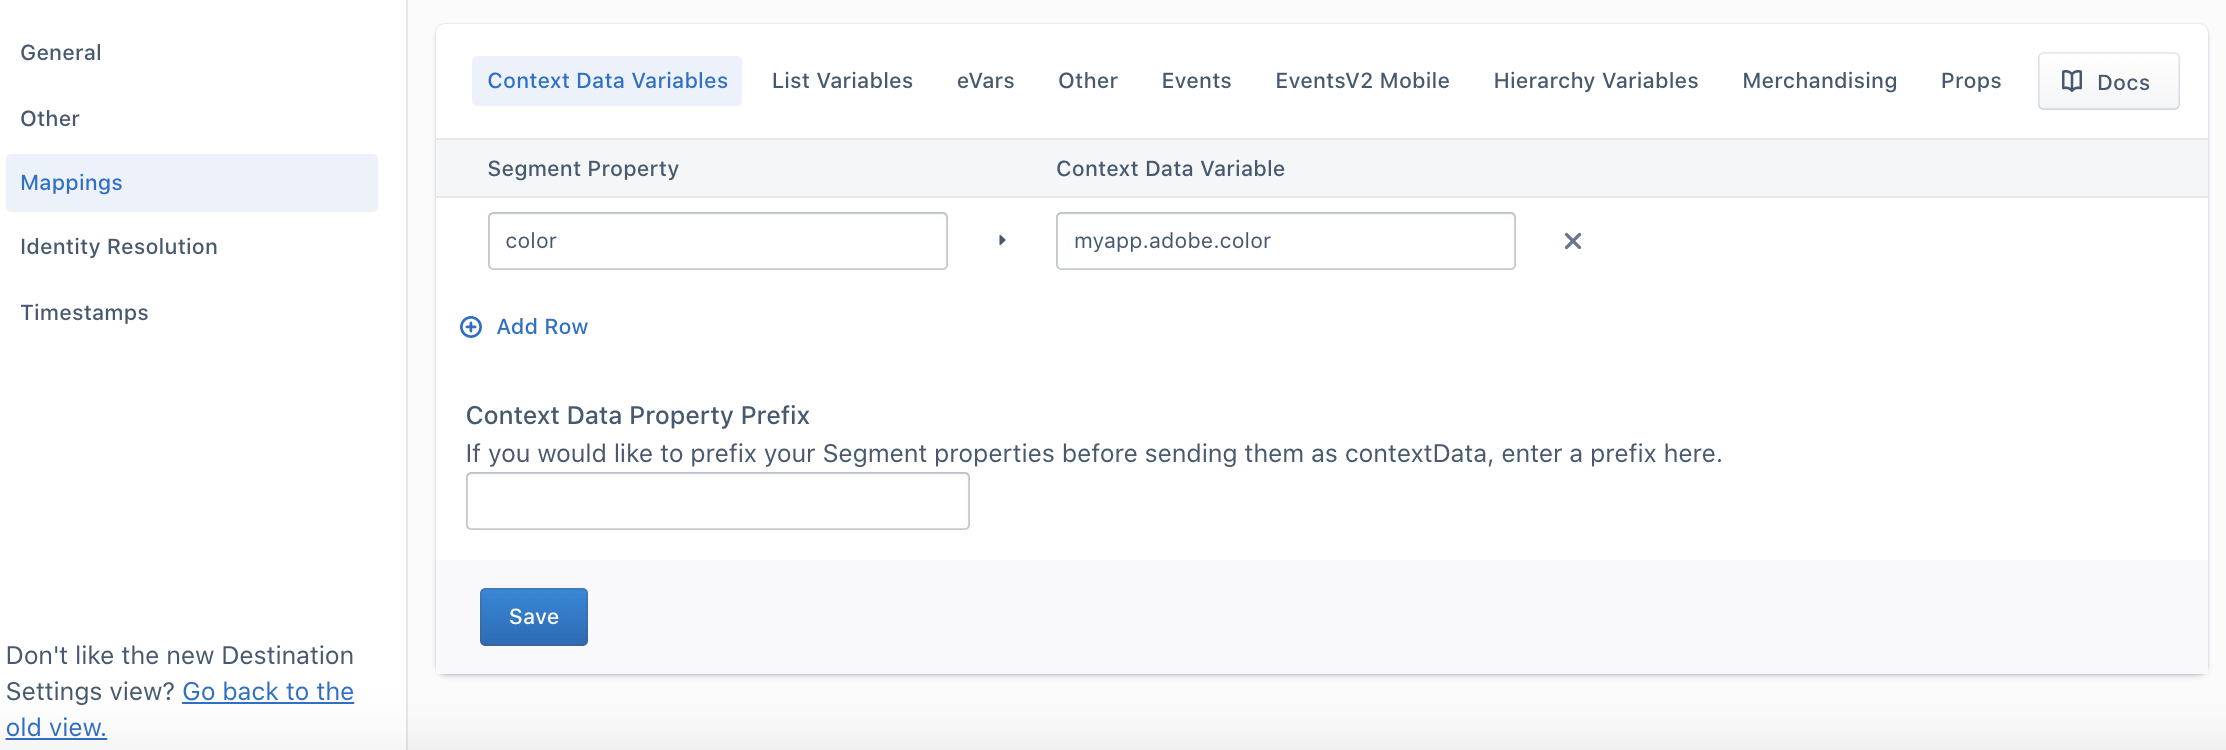 General
Other
Mappings
Identity Resolution
Timestamps
Don't like the new Destination
Settings view? Go back to the
old view.
Context Data Variables List Variables eVars Other Events EventsV2 Mobile Hierarchy Variables Merchandising Props Docs
Segment Property Context Data Variable
color myapp.adobe.color
Add Row
Context Data Property Prefix
If you would like to prefix your Segment properties before sending them as contextData, enter a prefix here.
Save